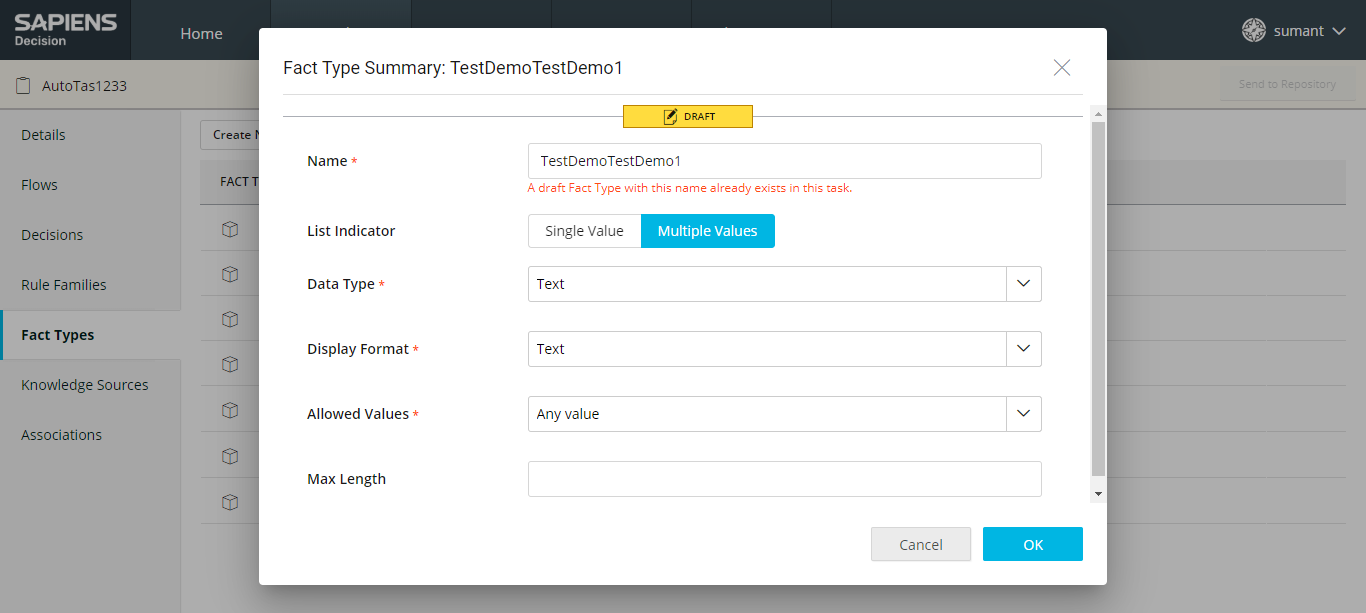 SAPIENS
Decision
Home
sumant
AutoTas1233
Send to Repository
Details
Flows
Decisions
Rule Families
Fact Types
Knowledge Sources
Associations
Create
FACT
Fact Type Summary: TestDemoTestDemo1
DRAFT
Name *
TestDemoTestDemo1
A draft Fact Type with this name already exists in this task.
List Indicator
Single Value
Multiple Values
Data Type *
Text
Display Format *
Text
Allowed Values *
Any value
Max Length
Cancel
OK